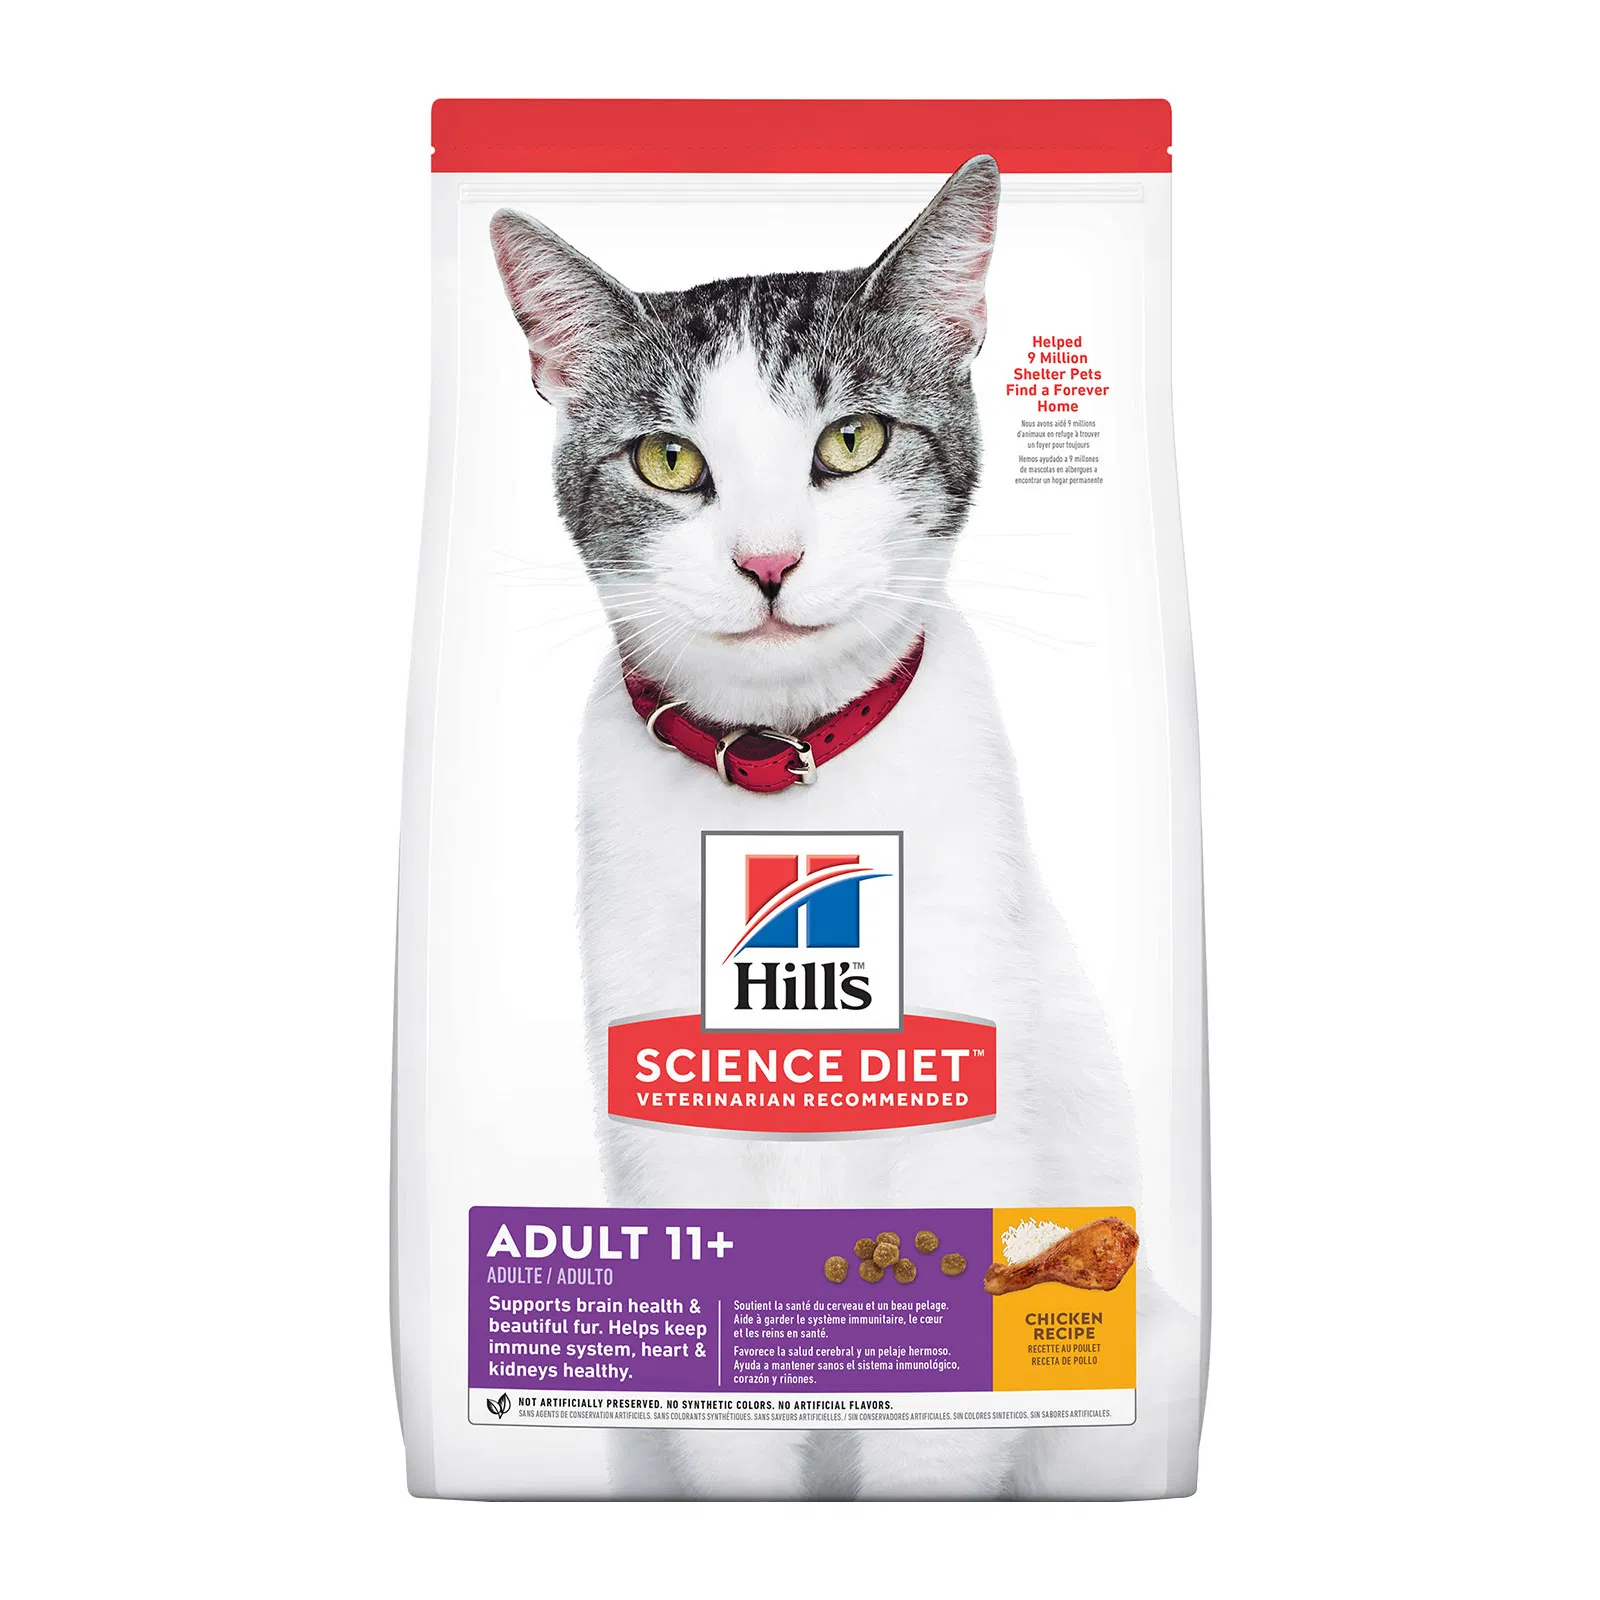 Helped
9 Million
Shelter Pets
Find a Forever
Home
Nous avons aidé 9 millions
d'animaux en refuge à trouver
un foyer pour toujours
Hemos ayudado a 9 millones
de mascotas en albergues a
encontrar un hogar permanente
Hill's™
SCIENCE DIET™
VETERINARIAN RECOMMENDED
ADULT 11+
ADULTE / ADULTO
Supports brain health &
beautiful fur. Helps keep
immune system, heart &
kidneys healthy.
Soutient la santé du cerveau et un beau pelage.
Aide à garder le système immunitaire, le cœur
et les reins en santé.
Favorece la salud cerebral y un pelaje hermoso.
Ayuda a mantener sanos el sistema inmunológico,
corazón y riñones.
CHICKEN
RECIPE
RECETTE AU POULET
RECETA DE POLLO
NOT ARTIFICIALLY PRESERVED. NO SYNTHETIC COLORS. NO ARTIFICIAL FLAVORS.
SANS AGENTS DE CONSERVATION ARTIFICIELS. SANS COLORANTS SYNTHÉTIQUES. SANS SAVEURS ARTIFICIELLES. / SIN CONSERVADORES ARTIFICIALES. SIN COLORES SINTETICOS. SIN SABORES ARTIFICIALES.